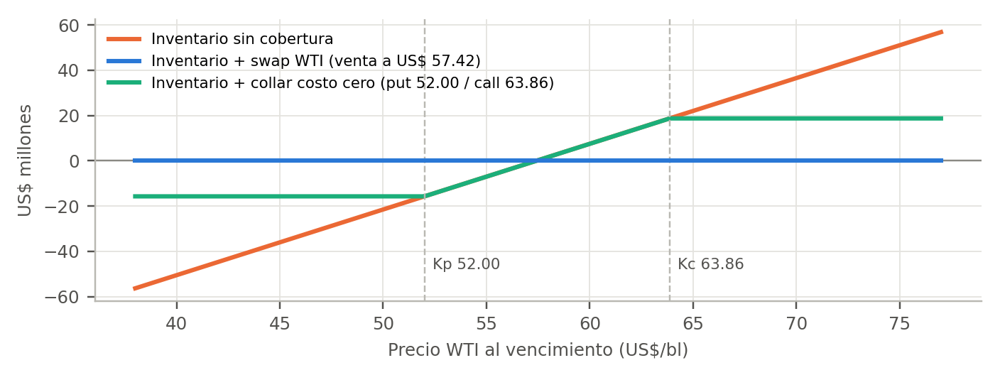 Inventario sin cobertura
Inventario + swap WTI (venta a US$ 57.42)
Inventario + collar costo cero (put 52.00 / call 63.86)
US$ millones
60
40
20
0
−20
−40
−60
Kp 52.00
Kc 63.86
40 45 50 55 60 65 70 75
Precio WTI al vencimiento (US$/bl)